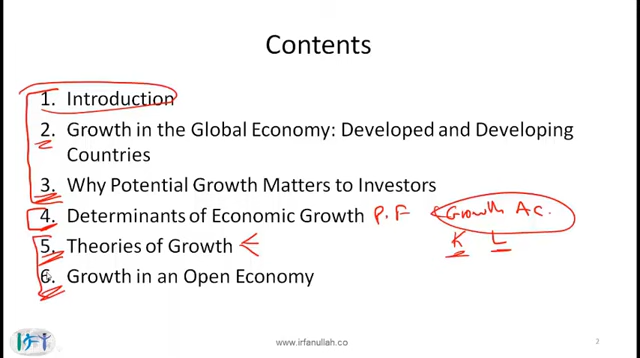 Contents
1. Introduction
2. Growth in the Global Economy: Developed and Developing
Countries
3. Why Potential Growth Matters to Investors
4. Determinants of Economic Growth P.F Growth Ac.
5. Theories of Growth K L
6. Growth in an Open Economy
IFT www.irfanullah.co 2